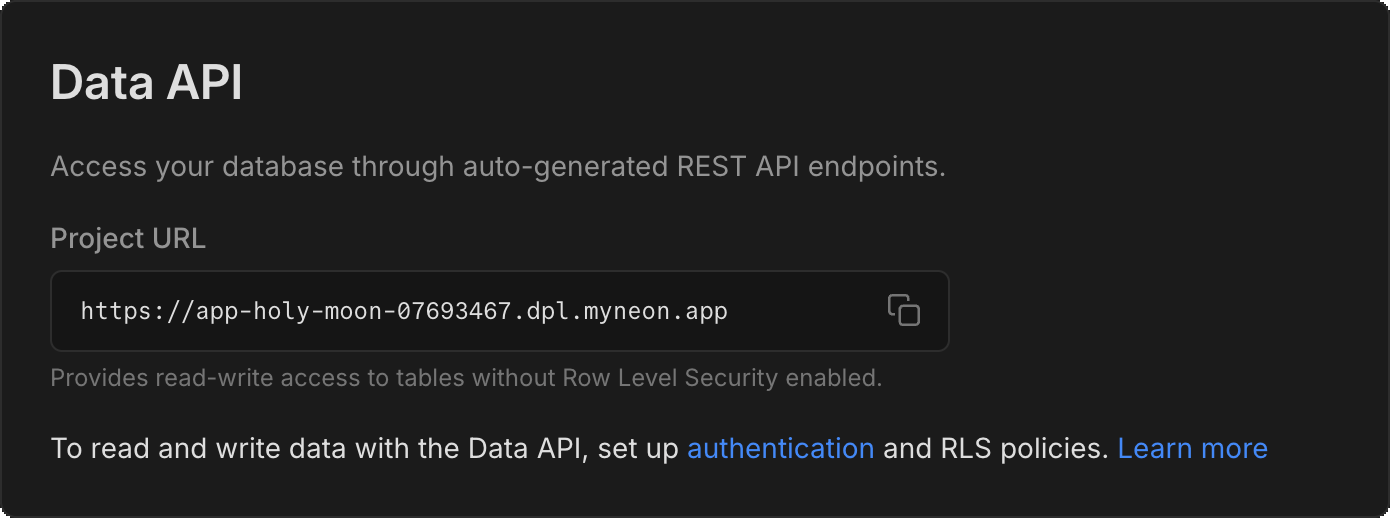 Data API
Access your database through auto-generated REST API endpoints.
Project URL
https://app-holy-moon-07693467.dpl.myneon.app
Provides read-write access to tables without Row Level Security enabled.
To read and write data with the Data API, set up authentication and RLS policies. Learn more